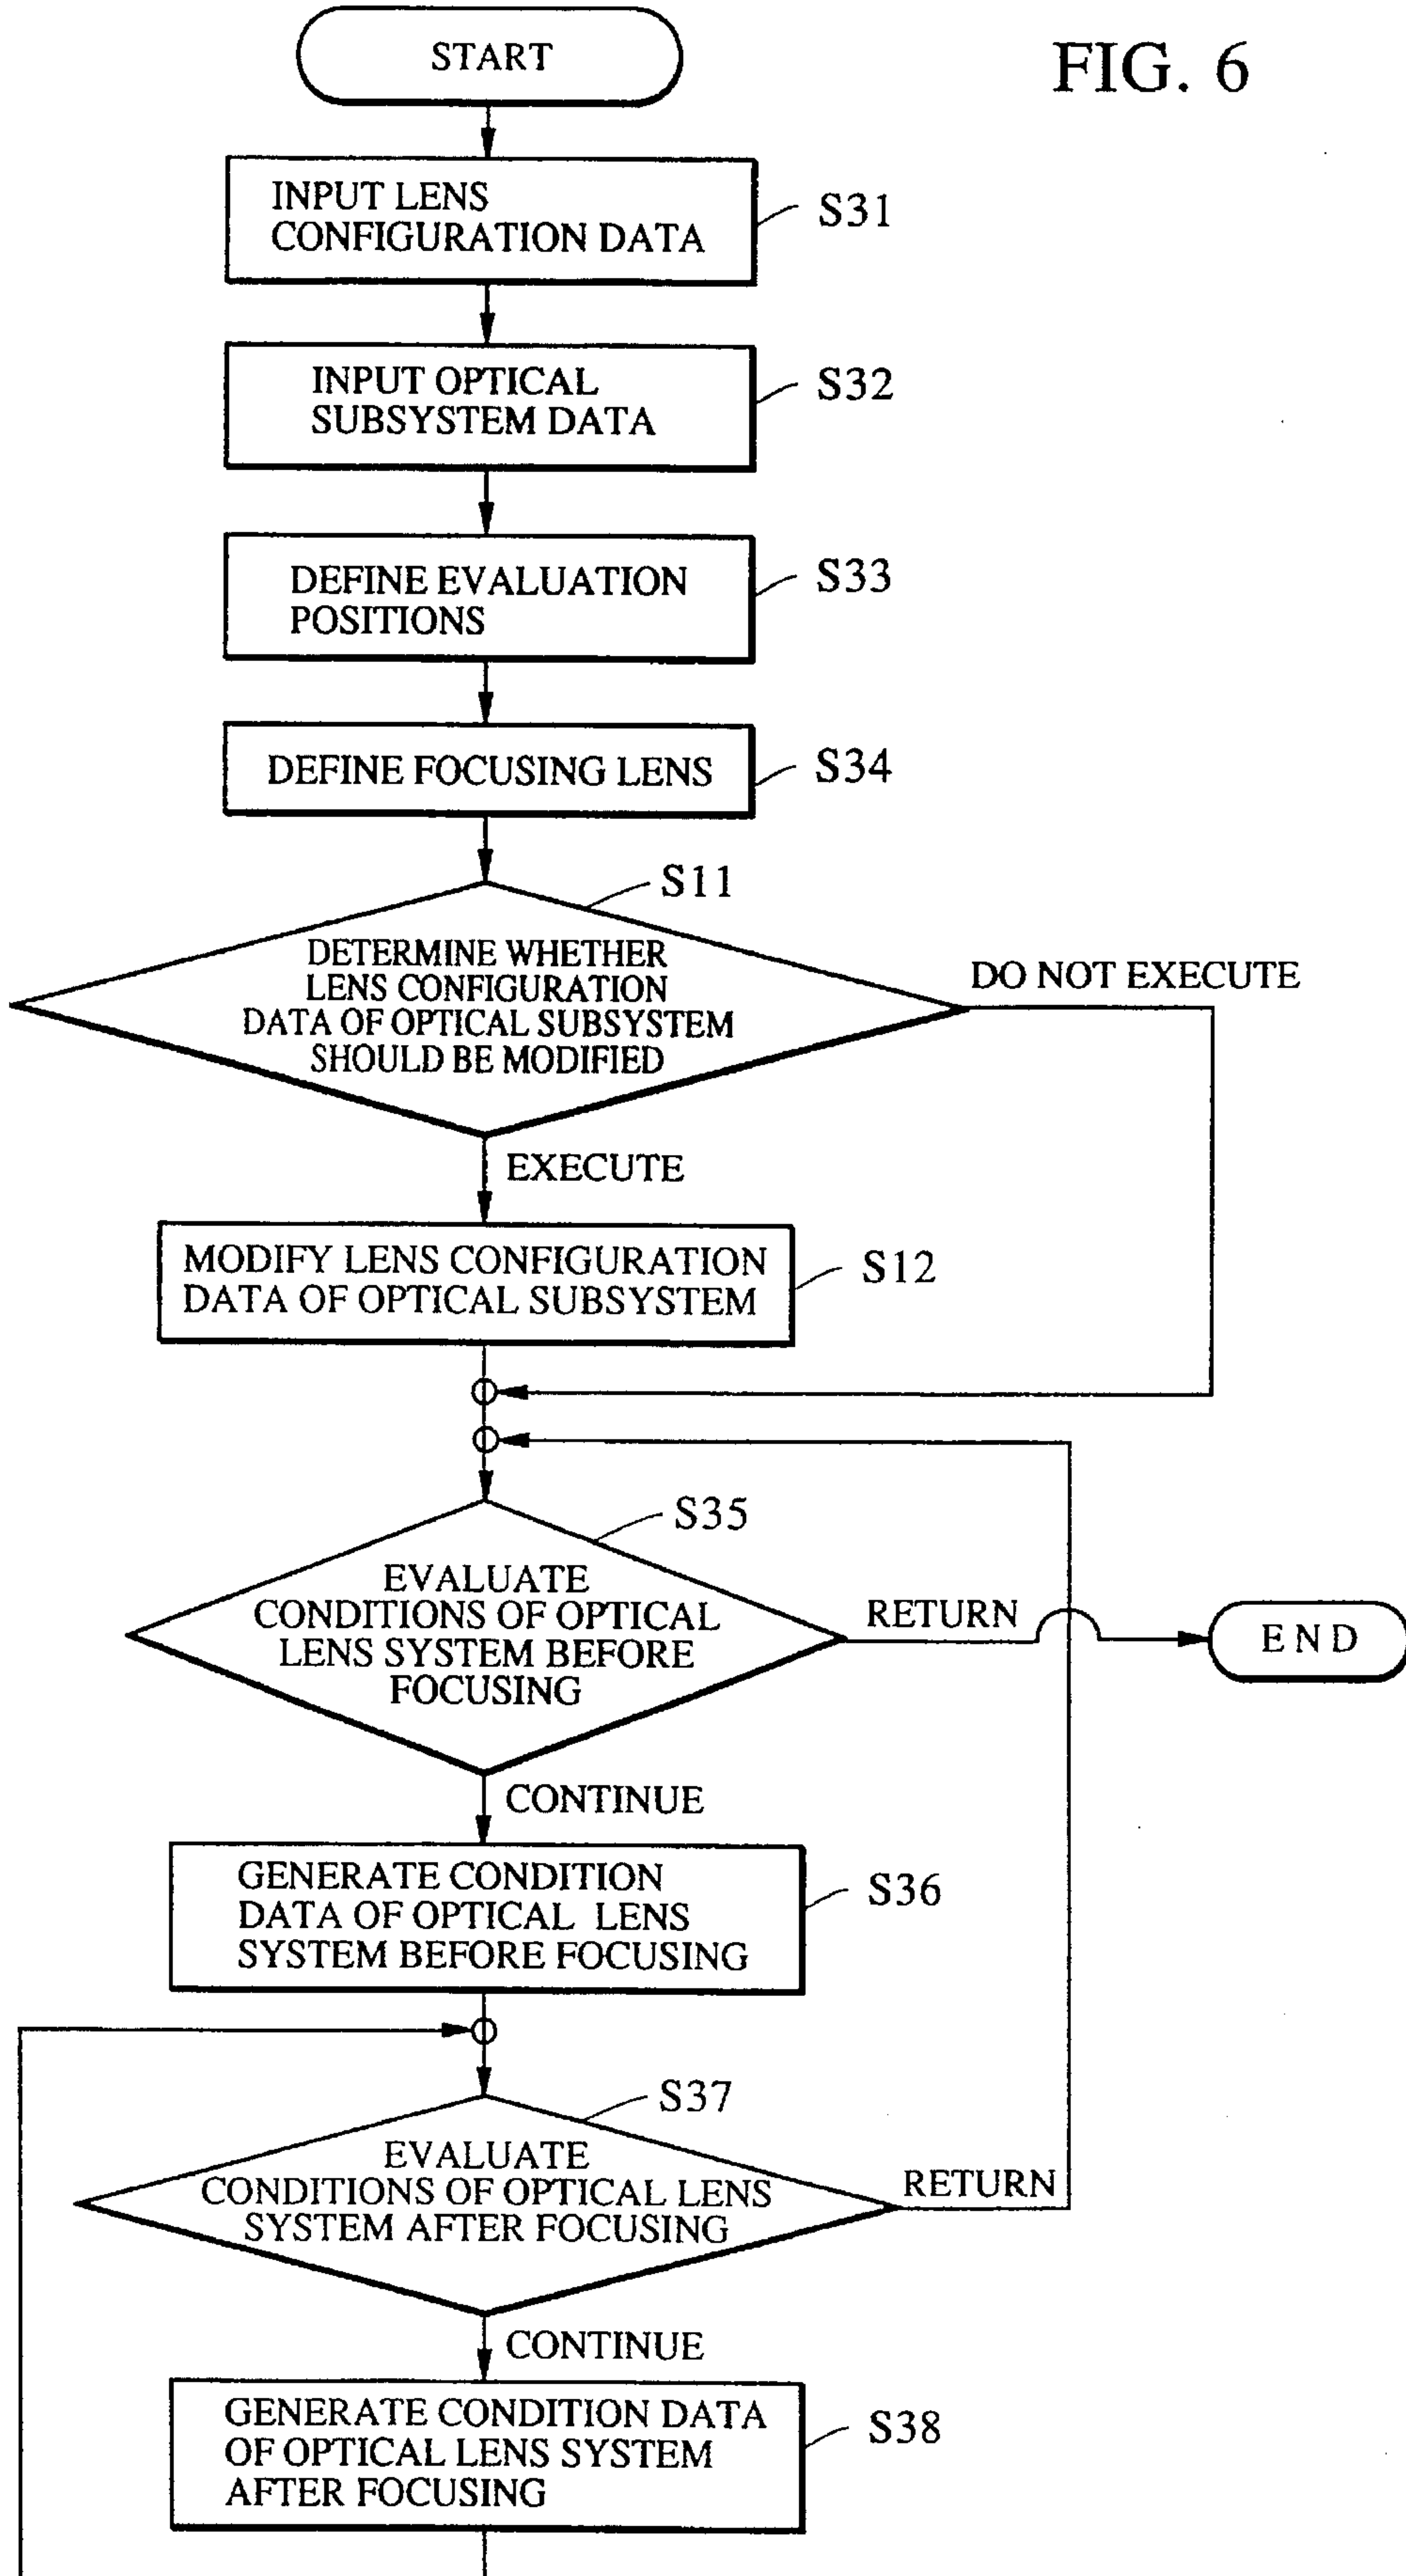 FIG. 6
START
INPUT LENS
CONFIGURATION DATA
S31
INPUT OPTICAL
SUBSYSTEM DATA
S32
DEFINE EVALUATION
POSITIONS
S33
DEFINE FOCUSING LENS
S34
S11
DETERMINE WHETHER
LENS CONFIGURATION
DATA OF OPTICAL SUBSYSTEM
SHOULD BE MODIFIED
DO NOT EXECUTE
EXECUTE
MODIFY LENS CONFIGURATION
DATA OF OPTICAL SUBSYSTEM
S12
S35
EVALUATE
CONDITIONS OF OPTICAL
LENS SYSTEM BEFORE
FOCUSING
RETURN
END
CONTINUE
GENERATE CONDITION
DATA OF OPTICAL LENS
SYSTEM BEFORE FOCUSING
S36
S37
EVALUATE
CONDITIONS OF OPTICAL LENS
SYSTEM AFTER FOCUSING
RETURN
CONTINUE
GENERATE CONDITION DATA
OF OPTICAL LENS SYSTEM
AFTER FOCUSING
S38